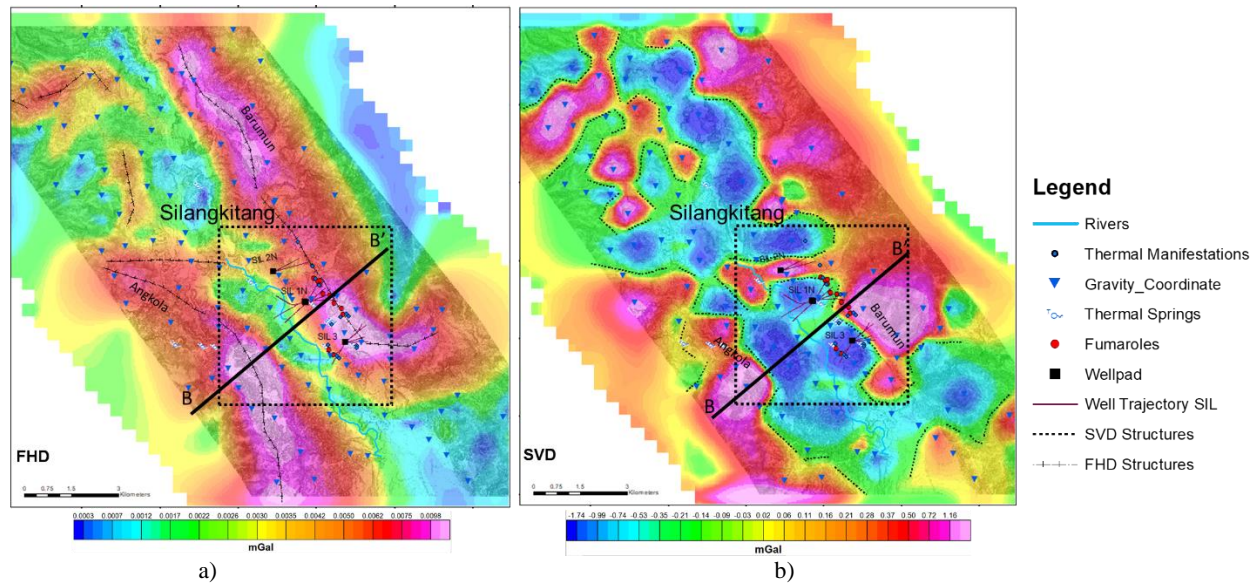 Barumun
Silangkitang
B'
SIL 2N
SIL 1N
SIL 3
Angkola
B
FHD
0 0.75 1.5 3
Kilometers
0.0003 0.0007 0.0012 0.0017 0.0022 0.0026 0.0030 0.0035 0.0042 0.0050 0.0062 0.0075 0.0098
mGal
a)
Silangkitang
B'
SIL 2N
SIL 1N
Barumun
SIL 3
Angkola
B
SVD
0 0.75 1.5 3
Kilometers
-1.74 -0.99 -0.74 -0.53 -0.35 -0.21 -0.14 -0.09 -0.03 0.02 0.06 0.11 0.16 0.21 0.28 0.37 0.50 0.72 1.16
mGal
b)
Legend
Rivers
Thermal Manifestations
Gravity_Coordinate
Thermal Springs
Fumaroles
Wellpad
Well Trajectory SIL
SVD Structures
FHD Structures